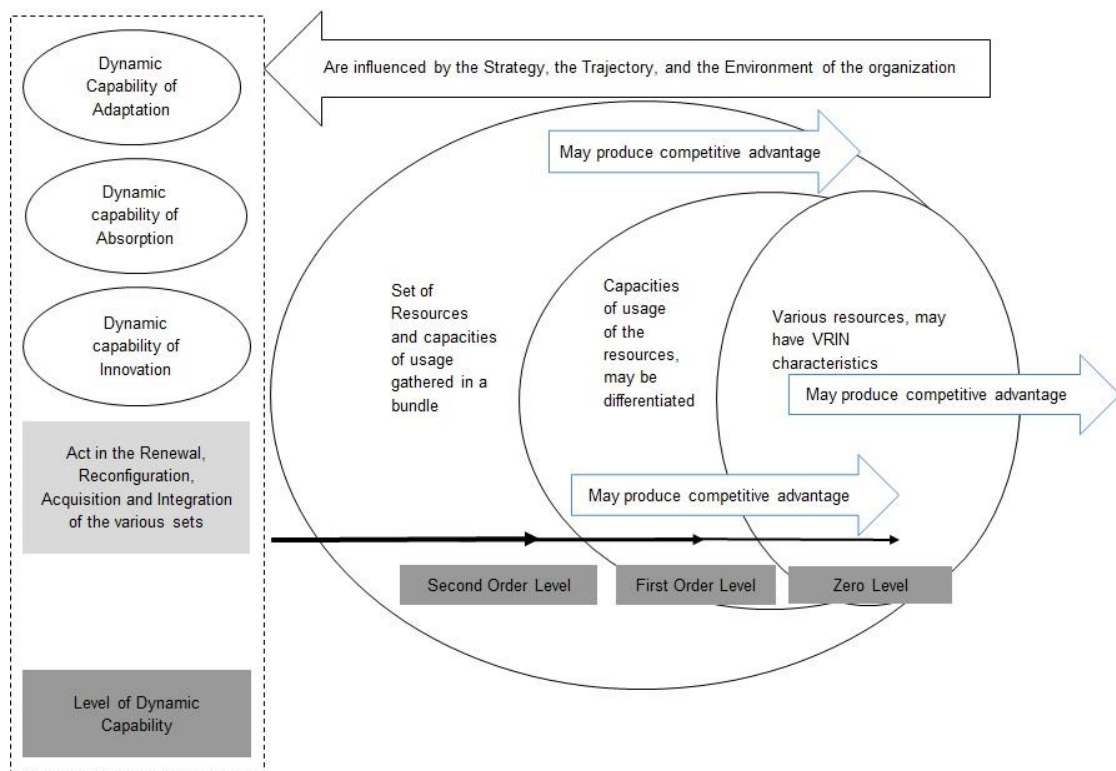 Dynamic
Capability of
Adaptation
Are influenced by the Strategy, the Trajectory, and the Environment of the organization
May produce competitive advantage
Dynamic
capability of
Absorption
Dynamic
capability of
Innovation
Set of
Resources
and capacities
of usage
gathered in a
bundle
Capacities
of usage
of the
resources,
may be
differentiated
Various resources, may
have VRIN
characteristics
May produce competitive advantage
Act in the Renewal,
Reconfiguration,
Acquisition and Integration
of the various sets
May produce competitive advantage
Second Order Level
First Order Level
Zero Level
Level of Dynamic
Capability